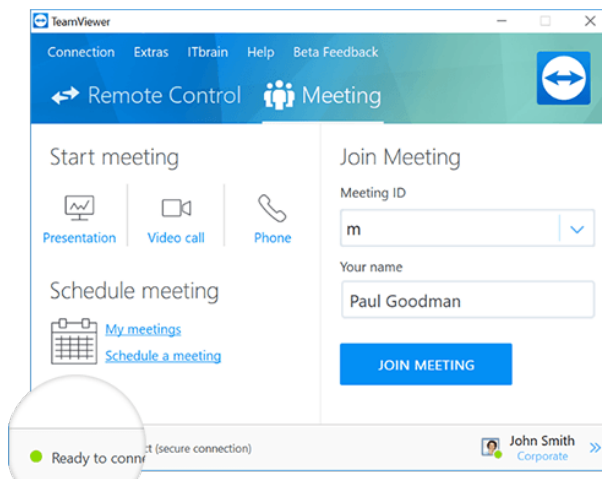 TeamViewer
Connection Extras ITbrain Help Beta Feedback
Remote Control Meeting
Start meeting
Presentation Video call Phone
Schedule meeting
My meetings
Schedule a meeting
Join Meeting
Meeting ID
m
Your name
Paul Goodman
JOIN MEETING
Ready to conn ct (secure connection)
John Smith
Corporate